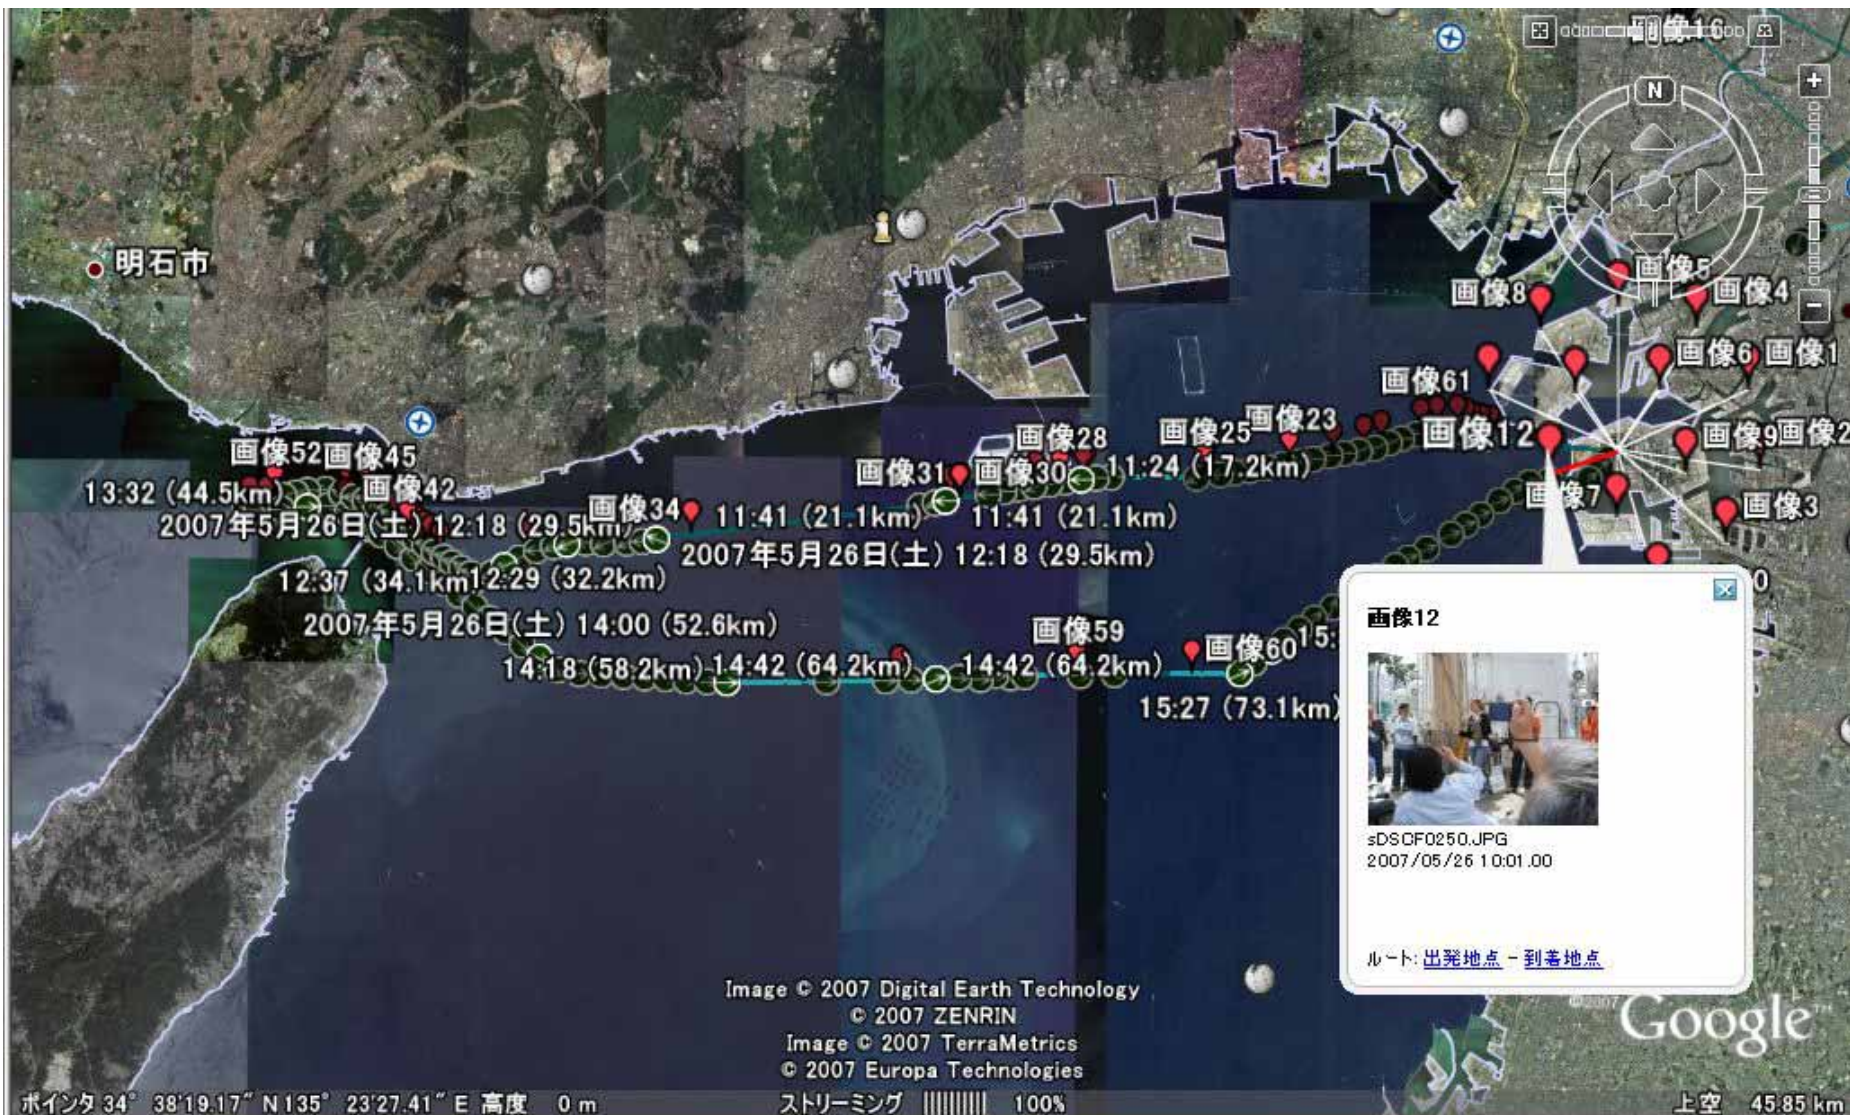 画像16
N
明石市
画像5
画像8
画像4
画像6
画像1
画像61
画像23
画像28
画像25
画像12
画像9
画像2
画像52
画像45
画像31
画像30
11:24 (17.2km)
13:32 (44.5km)
画像42
画像34
画像7
画像3
2007年5月26日(土) 12:18 (29.5km)
11:41 (21.1km)
11:41 (21.1km)
2007年5月26日(土) 12:18 (29.5km)
12:37 (34.1km)
12:29 (32.2km)
2007年5月26日(土) 14:00 (52.6km)
画像59
画像60
14:18 (58.2km)
14:42 (64.2km)
14:42 (64.2km)
15:27 (73.1km)
画像12
sDSCF0250.JPG
2007/05/26 10:01.00
ルート: 出発地点 - 到着地点
Image © 2007 Digital Earth Technology
© 2007 ZENRIN
Image © 2007 TerraMetrics
© 2007 Europa Technologies
©2007 Google™
ポインタ 34° 38'19.17" N 135° 23'27.41" E 高度 0 m
ストリーミング |||||||||| 100%
上空 45.85 km